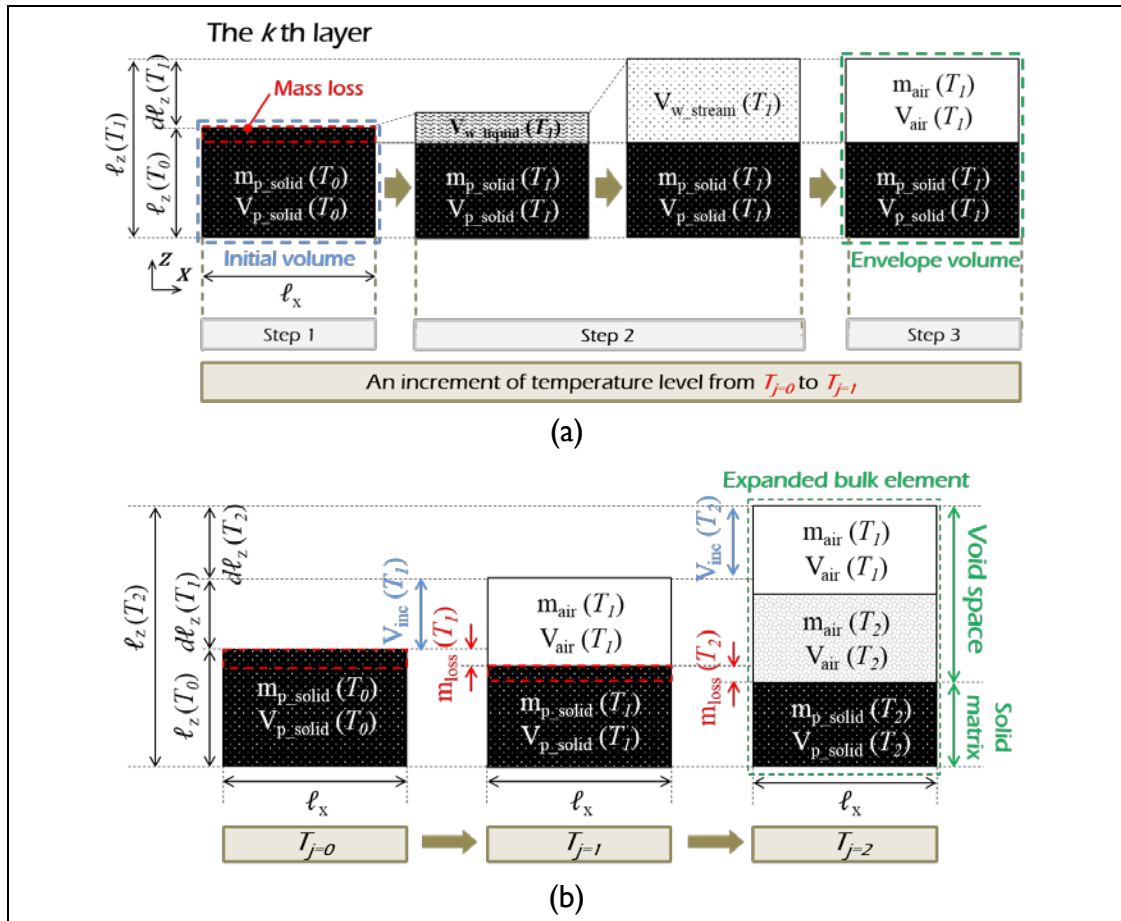 The kth layer
ℓz(T1)
dℓz(T1)
ℓz(T0)
Mass loss
mp_solid(T0)
Vp_solid(T0)
Initial volume
Vw_liquid(T1)
mp_solid(T1)
Vp_solid(T1)
Vw_stream(T1)
mp_solid(T1)
Vp_solid(T1)
mair(T1)
Vair(T1)
mp_solid(T1)
Vp_solid(T1)
Envelope volume
Z
X
ℓx
Step 1
Step 2
Step 3
An increment of temperature level from Tj=0 to Tj=1
(a)
Expanded bulk element
ℓz(T2)
dℓz(T2)
dℓz(T1)
ℓz(T0)
mp_solid(T0)
Vp_solid(T0)
Vinc(T1)
mloss(T1)
mair(T1)
Vair(T1)
mp_solid(T1)
Vp_solid(T1)
Vinc(T2)
mloss(T2)
mair(T1)
Vair(T1)
mair(T2)
Vair(T2)
mp_solid(T2)
Vp_solid(T2)
Void space
Solid
matrix
ℓx
ℓx
ℓx
Tj=0
Tj=1
Tj=2
(b)